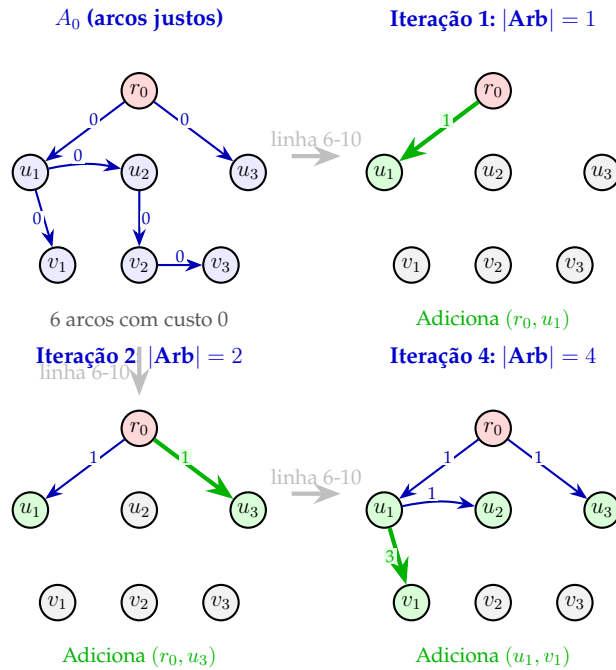 A₀ (arcos justos)
Iteração 1: |Arb| = 1
r₀
r₀
0
0
1
linha 6-10
0
u₁
u₂
u₃
u₁
u₂
u₃
0
0
0
v₁
v₂
v₃
v₁
v₂
v₃
6 arcos com custo 0
Adiciona (r₀, u₁)
Iteração 2 |Arb| = 2
Iteração 4: |Arb| = 4
linha 6-10
r₀
r₀
1
1
1
1
linha 6-10
1
u₁
u₂
u₃
u₁
u₂
u₃
3
v₁
v₂
v₃
v₁
v₂
v₃
Adiciona (r₀, u₃)
Adiciona (u₁, v₁)